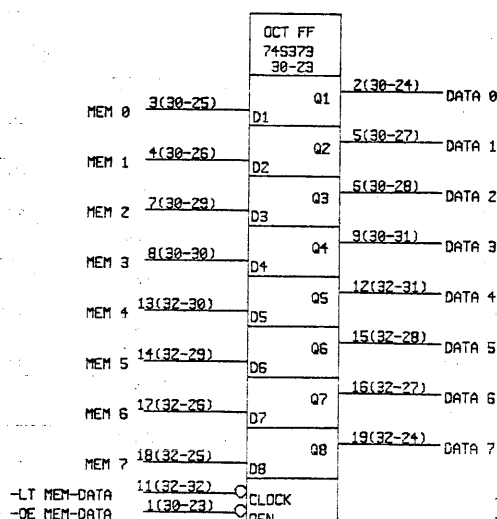 OCT FF
74S373
30-23
MEM 0 3(30-25) D1 Q1 2(30-24) DATA 0
MEM 1 4(30-26) D2 Q2 5(30-27) DATA 1
MEM 2 7(30-29) D3 Q3 6(30-28) DATA 2
MEM 3 8(30-30) D4 Q4 9(30-31) DATA 3
MEM 4 13(32-30) D5 Q5 12(32-31) DATA 4
MEM 5 14(32-29) D6 Q6 15(32-28) DATA 5
MEM 6 17(32-26) D7 Q7 16(32-27) DATA 6
MEM 7 18(32-25) D8 Q8 19(32-24) DATA 7
-LT MEM-DATA 11(32-32) CLOCK
-OE MEM-DATA 1(30-23)